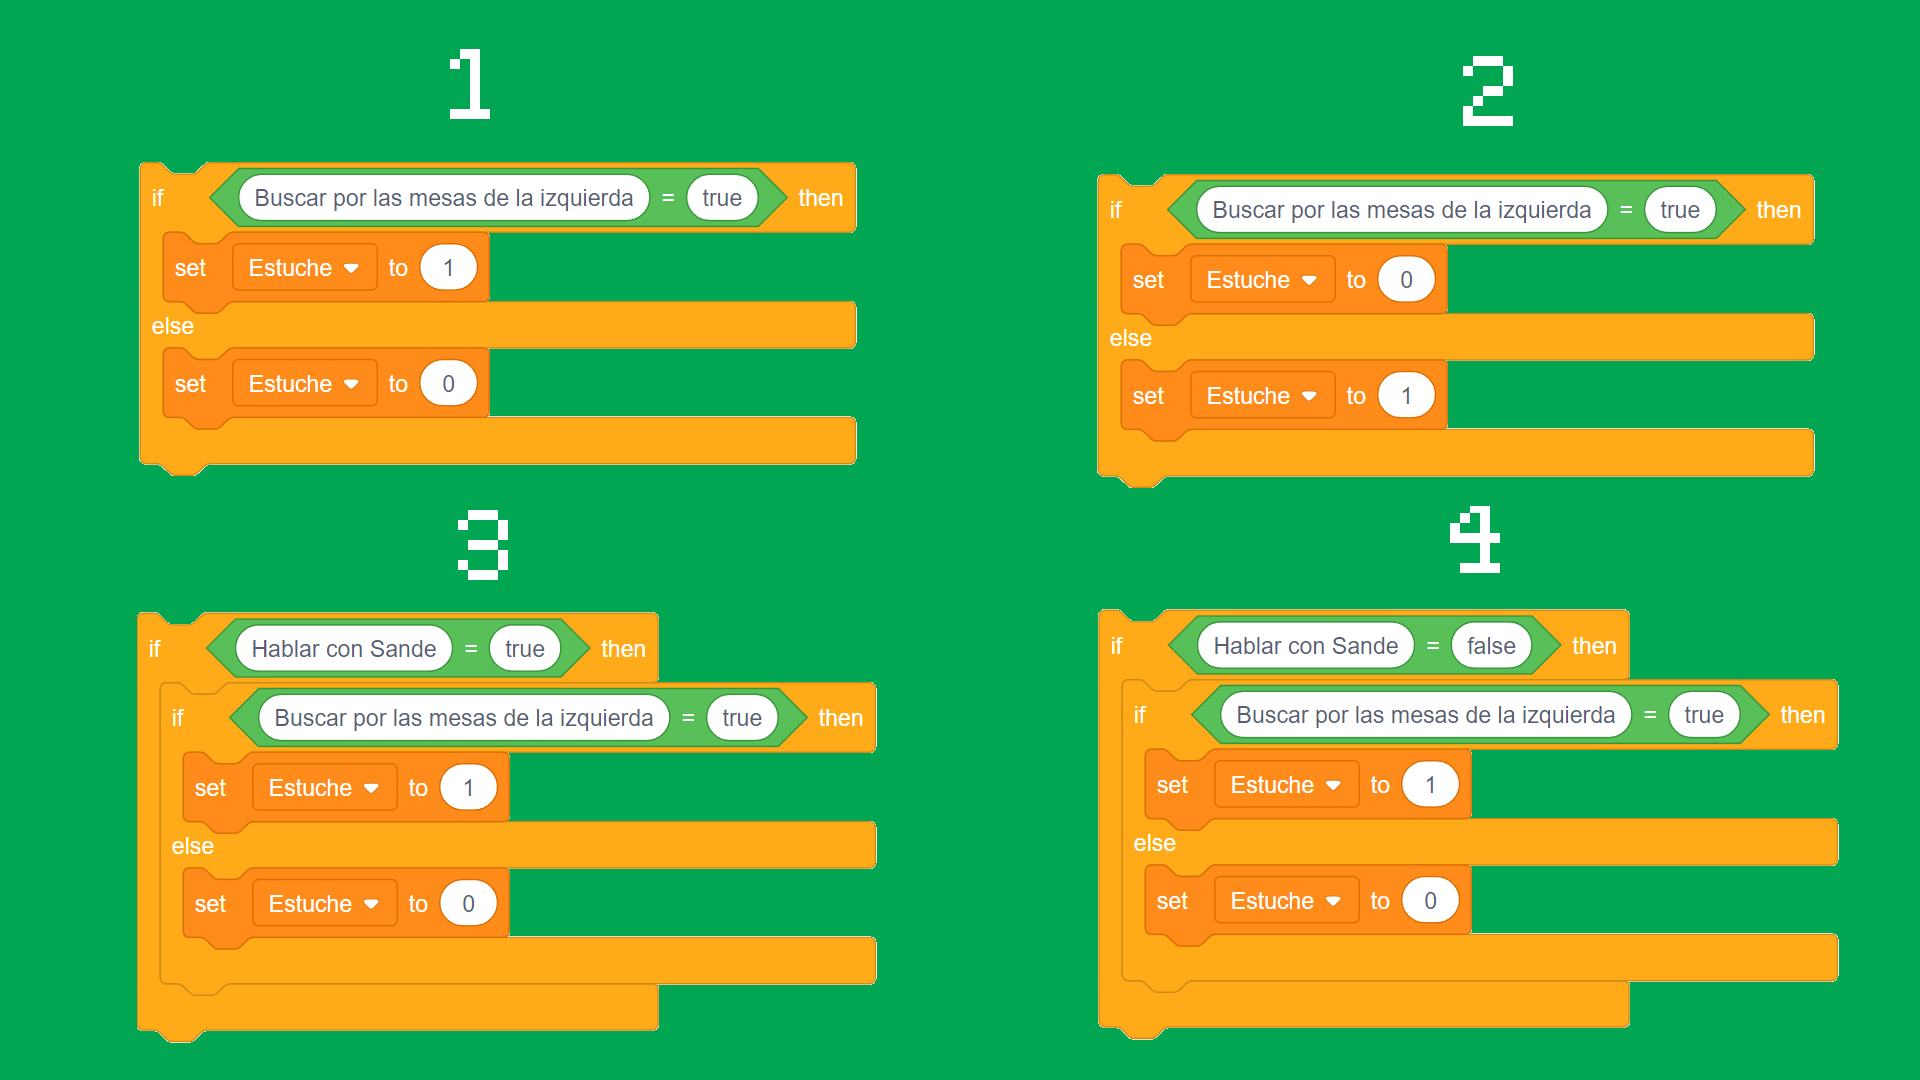 1
if Buscar por las mesas de la izquierda = true then
set Estuche to 1
else
set Estuche to 0
2
if Buscar por las mesas de la izquierda = true then
set Estuche to 0
else
set Estuche to 1
3
if Hablar con Sande = true then
if Buscar por las mesas de la izquierda = true then
set Estuche to 1
else
set Estuche to 0
4
if Hablar con Sande = false then
if Buscar por las mesas de la izquierda = true then
set Estuche to 1
else
set Estuche to 0